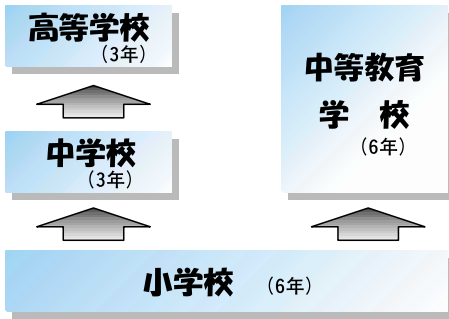 高等学校
（3年）
中学校
（3年）
中等教育
学　校
（6年）
小学校　（6年）